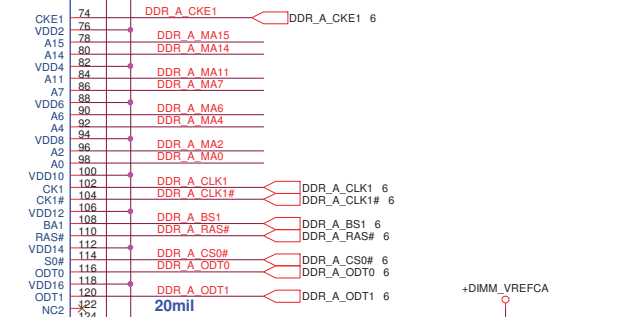 CKE1 74 DDR_A_CKE1 DDR_A_CKE1 6
VDD2 76
A15 78 DDR_A_MA15
A14 80 DDR_A_MA14
VDD4 82
A11 84 DDR_A_MA11
A7 86 DDR_A_MA7
VDD6 88
A6 90 DDR_A_MA6
A4 92 DDR_A_MA4
VDD8 94
A2 96 DDR_A_MA2
A0 98 DDR_A_MA0
VDD10 100
CK1 102 DDR_A_CLK1 DDR_A_CLK1 6
CK1# 104 DDR_A_CLK1# DDR_A_CLK1# 6
VDD12 106
BA1 108 DDR_A_BS1 DDR_A_BS1 6
RAS# 110 DDR_A_RAS# DDR_A_RAS# 6
VDD14 112
S0# 114 DDR_A_CS0# DDR_A_CS0# 6
ODT0 116 DDR_A_ODT0 DDR_A_ODT0 6
VDD16 118
ODT1 120 DDR_A_ODT1 DDR_A_ODT1 6
+DIMM_VREFCA
NC2 122 20mil
124